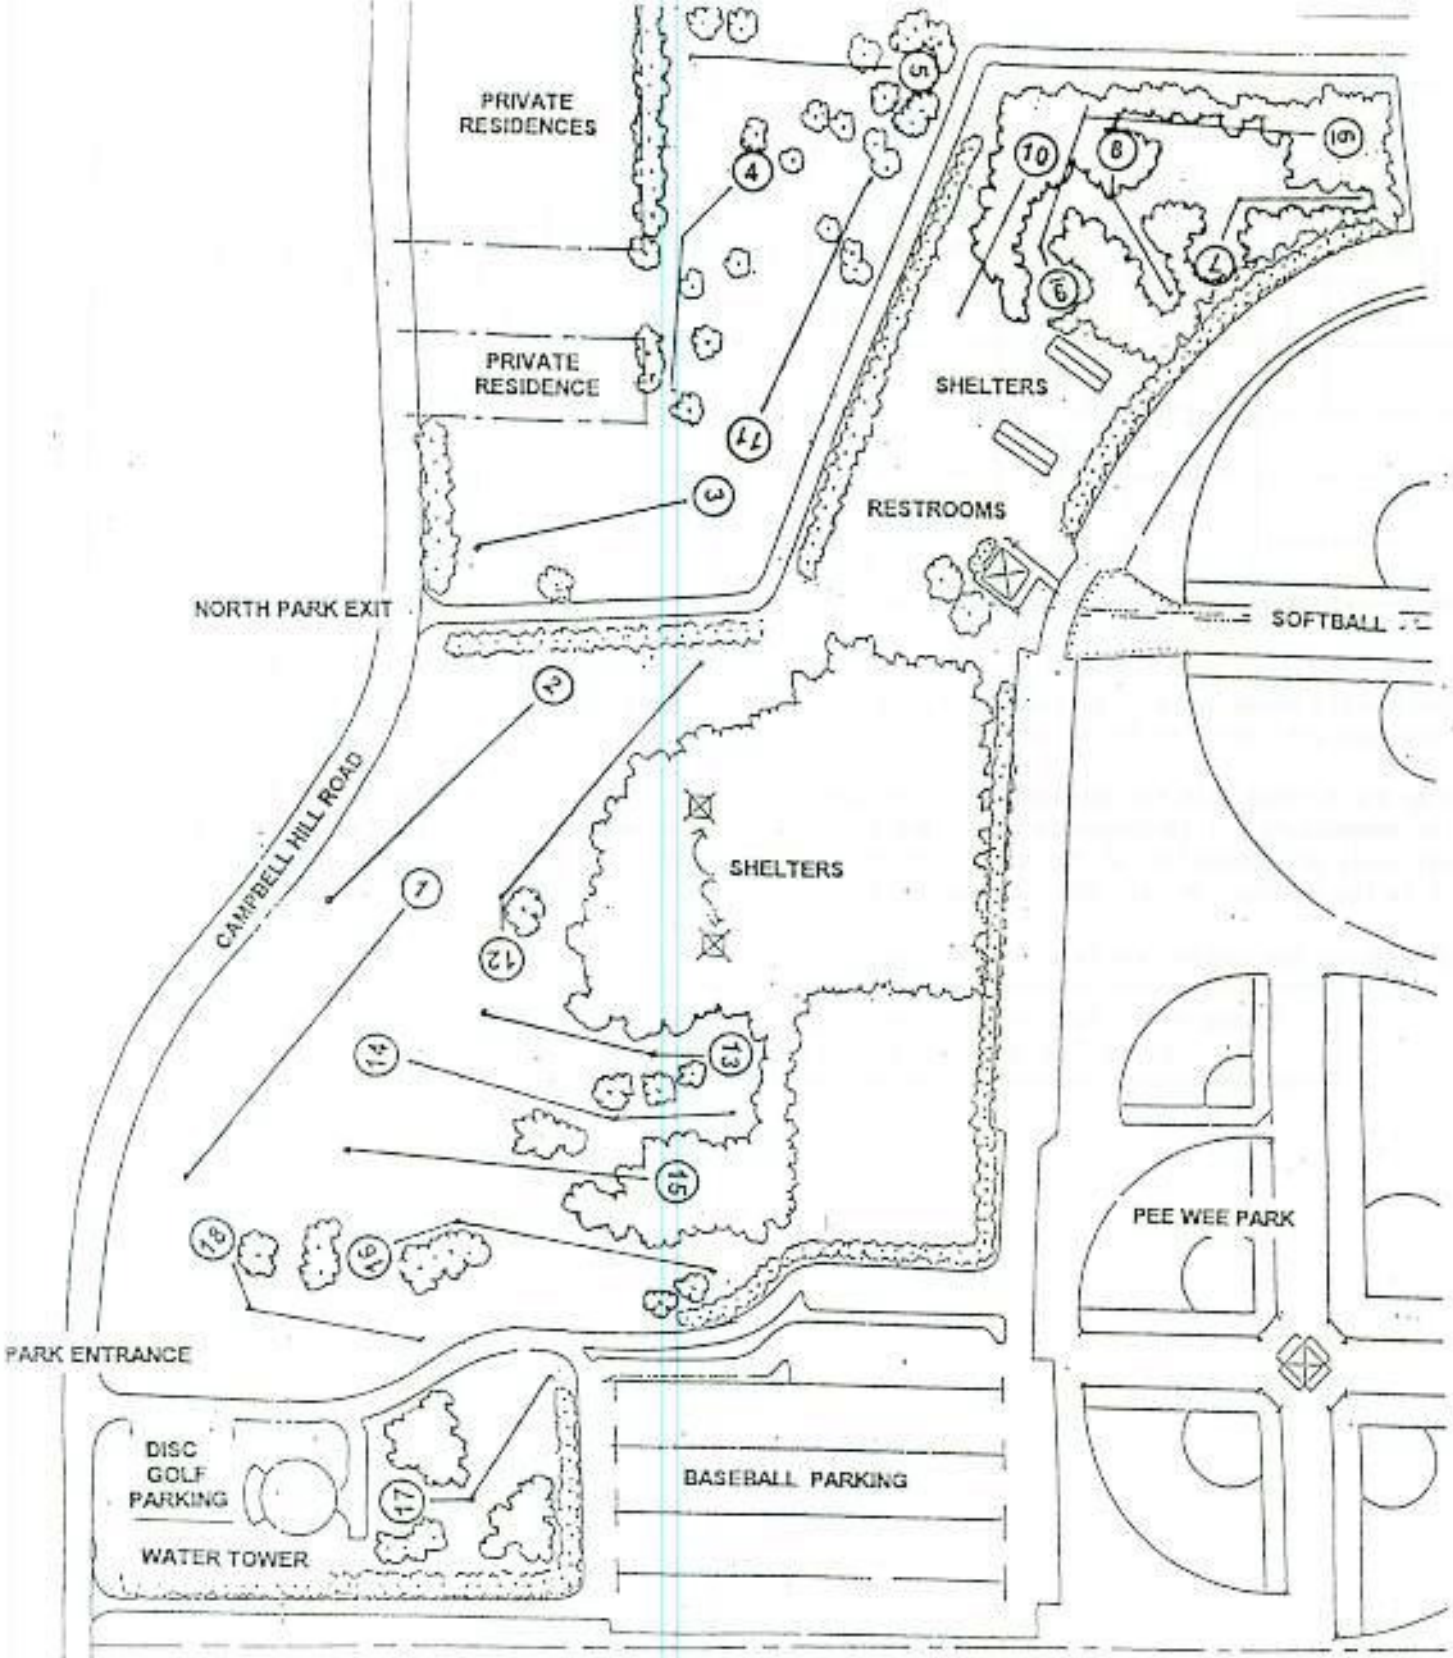 PRIVATE
RESIDENCES
5
4
10
8
6
7
9
PRIVATE
RESIDENCE
SHELTERS
11
3
RESTROOMS
NORTH PARK EXIT
SOFTBALL
2
CAMPBELL HILL ROAD
SHELTERS
1
12
14
13
15
PEE WEE PARK
18
16
PARK ENTRANCE
DISC
GOLF
PARKING
17
BASEBALL PARKING
WATER TOWER